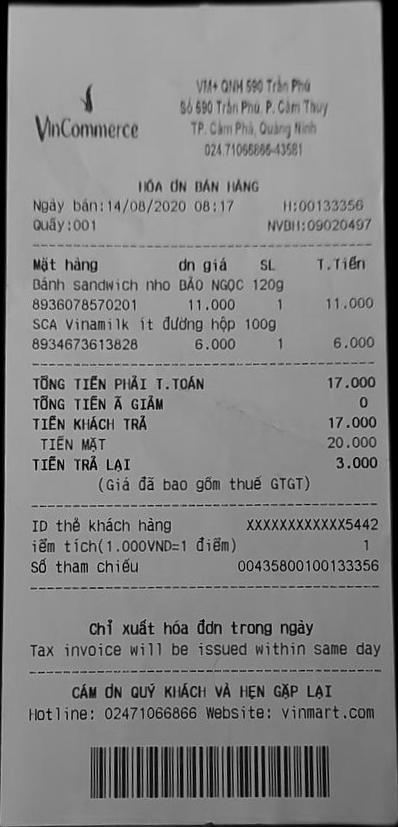 VinCommerce
VM+ QNH 590 Trần Phú
Số 590 Trần Phú, P. Cẩm Thủy
TP. Cẩm Phả, Quảng Ninh
024.71066866-43581
HÓA ƠN BÁN HÀNG
Ngày bán:14/08/2020 08:17 H:00133356
Quầy:001 NVBH:09020497
Mặt hàng ơn giá SL T.Tiền
Bánh sandwich nho BẢO NGỌC 120g
8936078570201 11.000 1 11.000
SCA Vinamilk ít đường hộp 100g
8934673613828 6.000 1 6.000
TỔNG TIỀN PHẢI T.TOÁN 17.000
TỔNG TIỀN Ã GIẢM 0
TIỀN KHÁCH TRẢ 17.000
TIỀN MẶT 20.000
TIỀN TRẢ LẠI 3.000
(Giá đã bao gồm thuế GTGT)
ID thẻ khách hàng XXXXXXXXXXXX5442
iểm tích(1.000VND=1 điểm) 1
Số tham chiếu 00435800100133356
Chỉ xuất hóa đơn trong ngày
Tax invoice will be issued within same day
CÁM ƠN QUÝ KHÁCH VÀ HẸN GẶP LẠI
Hotline: 02471066866 Website: vinmart.com